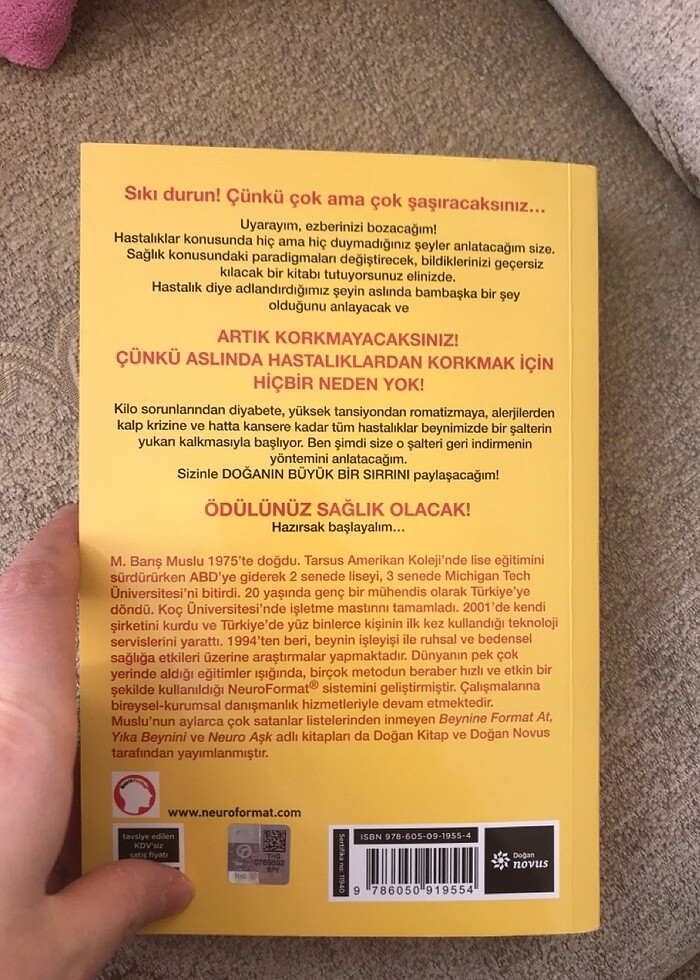 Sıkı durun! Çünkü çok ama çok şaşıracaksınız...
Uyarayım, ezberinizi bozacağım!
Hastalıklar konusunda hiç ama hiç duymadığınız şeyler anlatacağım size.
Sağlık konusundaki paradigmaları değiştirecek, bildiklerinizi geçersiz
kılacak bir kitabı tutuyorsunuz elinizde.
Hastalık diye adlandırdığımız şeyin aslında bambaşka bir şey
olduğunu anlayacak ve
ARTIK KORKMAYACAKSINIZ!
ÇÜNKÜ ASLINDA HASTALIKLARDAN KORKMAK İÇİN
HİÇBİR NEDEN YOK!
Kilo sorunlarından diyabete, yüksek tansiyondan romatizmaya, alerjilerden
kalp krizine ve hatta kansere kadar tüm hastalıklar beynimizde bir şalterin
yukarı kalkmasıyla başlıyor. Ben şimdi size o şalteri geri indirmenin
yöntemini anlatacağım.
Sizinle DOĞANIN BÜYÜK BİR SIRRINI paylaşacağım!
ÖDÜLÜNÜZ SAĞLIK OLACAK!
Hazırsak başlayalım...
M. Barış Muslu 1975'te doğdu. Tarsus Amerikan Koleji'nde lise eğitimini
sürdürürken ABD'ye giderek 2 senede liseyi, 3 senede Michigan Tech
Üniversitesi'ni bitirdi. 20 yaşında genç bir mühendis olarak Türkiye'ye
döndü. Koç Üniversitesi'nde işletme mastırını tamamladı. 2001'de kendi
şirketini kurdu ve Türkiye'de yüz binlerce kişinin ilk kez kullandığı teknoloji
servislerini yarattı. 1994'ten beri, beynin işleyişi ile ruhsal ve bedensel
sağlığa etkileri üzerine araştırmalar yapmaktadır. Dünyanın pek çok
yerinde aldığı eğitimler ışığında, birçok metodun beraber hızlı ve etkin bir
şekilde kullanıldığı NeuroFormat® sistemini geliştirmiştir. Çalışmalarına
bireysel-kurumsal danışmanlık hizmetleriyle devam etmektedir.
Muslu'nun aylarca çok satanlar listelerinden inmeyen Beynine Format At,
Yıka Beynini ve Neuro Aşk adlı kitapları da Doğan Kitap ve Doğan Novus
tarafından yayımlanmıştır.
www.neuroformat.com
tavsiye edilen
KDV'siz
satış fiyatı
Sertifika no: 11940
ISBN 978-605-09-1955-4
9 786050 919554
Doğan
novus